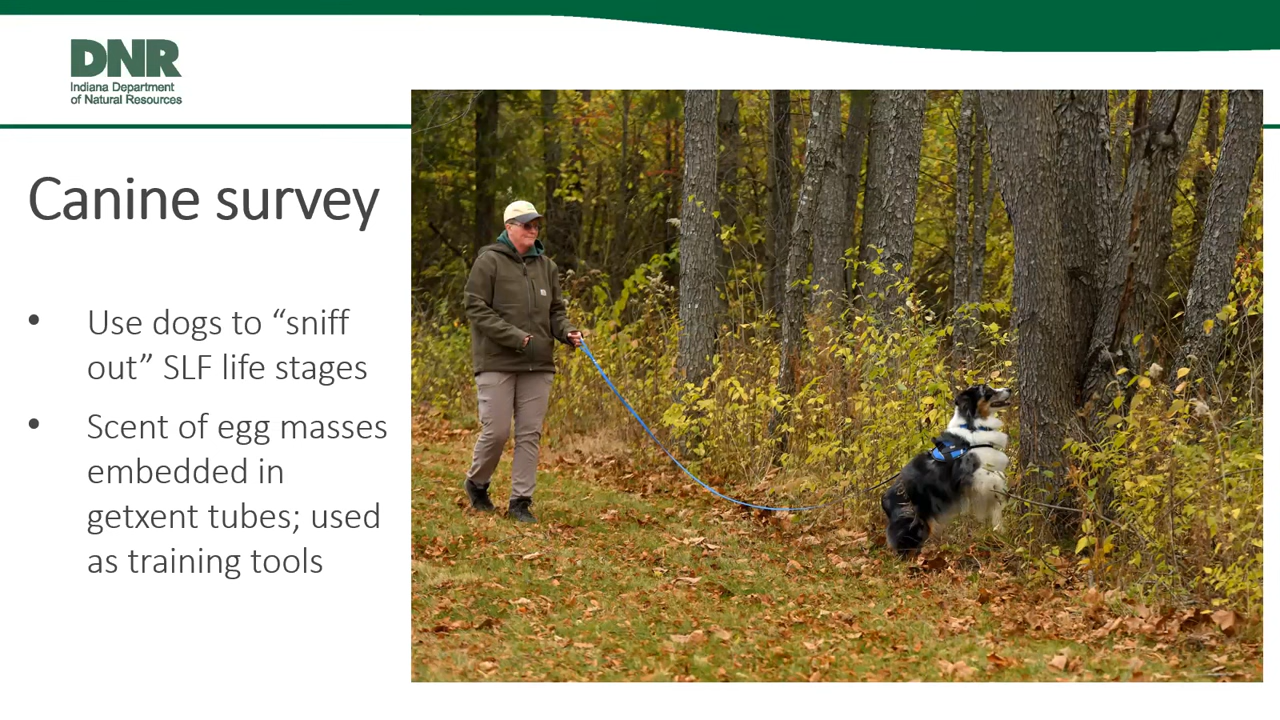 DNR
Indiana Department
of Natural Resources
Canine survey
• Use dogs to “sniff
out” SLF life stages
• Scent of egg masses
embedded in
getxent tubes; used
as training tools